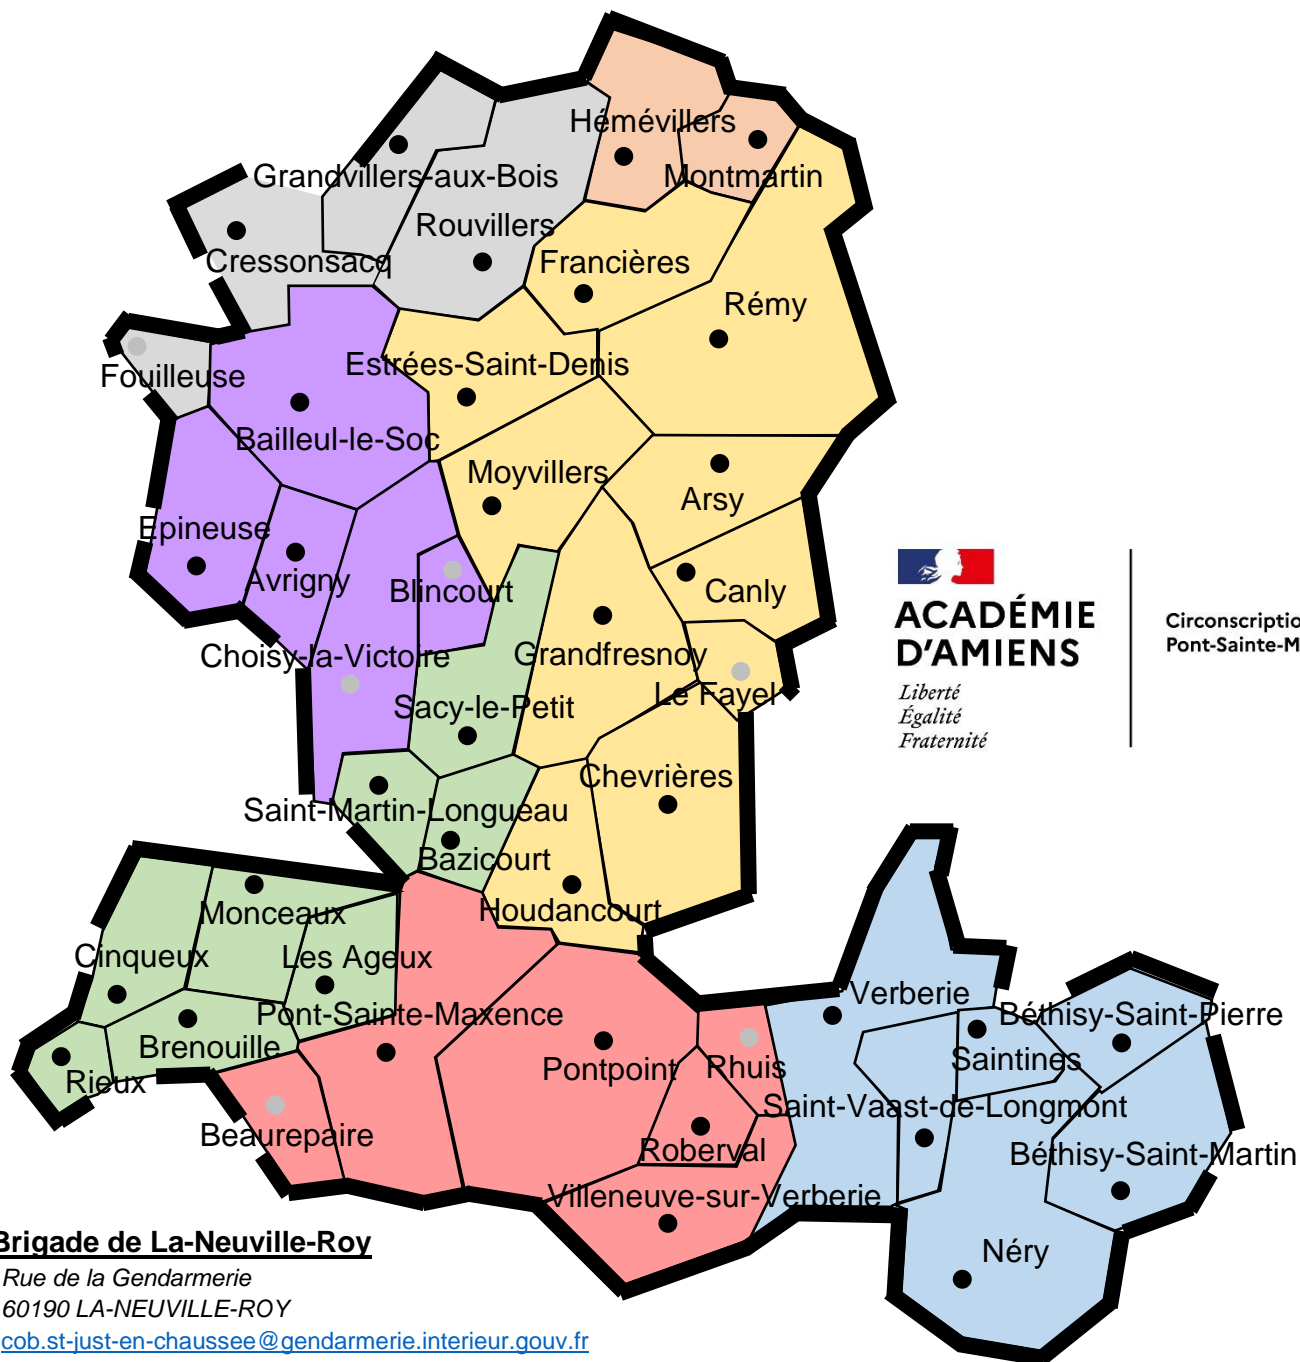 Hémévillers
Montmartin
Grandvillers-aux-Bois
Rouvillers
Cressonsacq
Francières
Rémy
Fouilleuse
Estrées-Saint-Denis
Bailleul-le-Soc
Moyvillers
Arsy
Epineuse
Avrigny
Blincourt
Canly
Choisy-la-Victoire
Grandfresnoy
Le Fayel
Sacy-le-Petit
Chevrières
Saint-Martin-Longueau
Bazicourt
Houdancourt
ACADÉMIE
D'AMIENS
Liberté
Égalité
Fraternité
Circonscriptio
Pont-Sainte-M
Monceaux
Cinqueux
Les Ageux
Pont-Sainte-Maxence
Brenouille
Rieux
Beaurepaire
Pontpoint
Rhuis
Roberval
Villeneuve-sur-Verberie
Verberie
Béthisy-Saint-Pierre
Saintines
Saint-Vaast-de-Longmont
Béthisy-Saint-Martin
Néry
Brigade de La-Neuville-Roy
Rue de la Gendarmerie
60190 LA-NEUVILLE-ROY
cob.st-just-en-chaussee@gendarmerie.interieur.gouv.fr